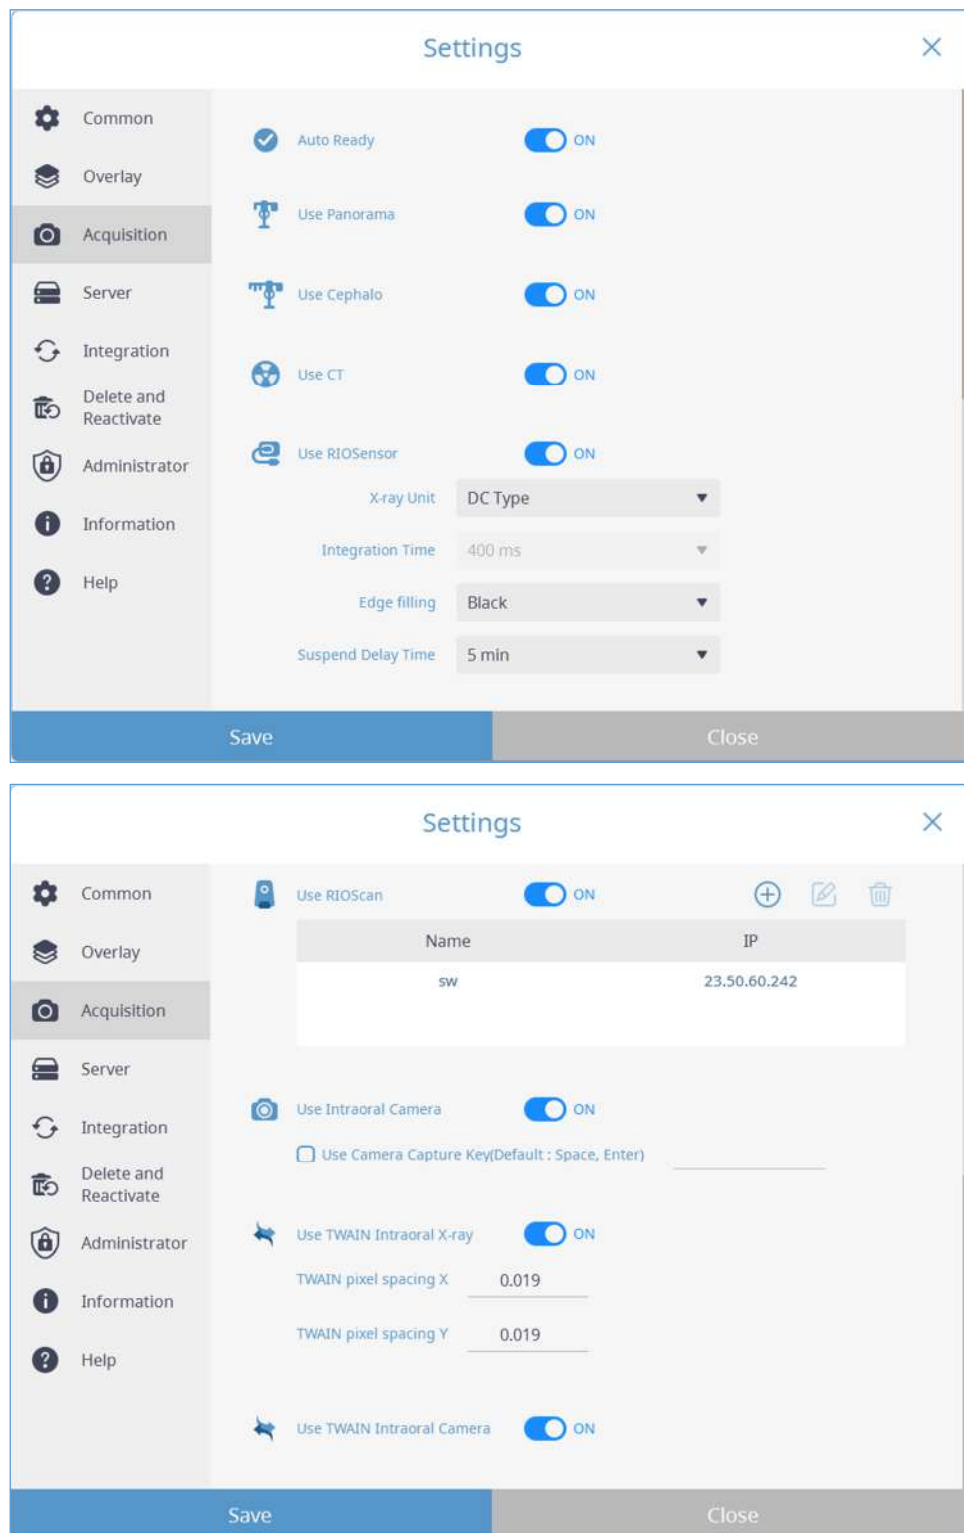 Settings
Common
Overlay
Acquisition
Server
Integration
Delete and
Reactivate
Administrator
Information
Help
Auto Ready ON
Use Panorama ON
Use Cephalo ON
Use CT ON
Use RIOSensor ON
X-ray Unit DC Type
Integration Time 400 ms
Edge filling Black
Suspend Delay Time 5 min
Save Close
Settings
Common
Overlay
Acquisition
Server
Integration
Delete and
Reactivate
Administrator
Information
Help
Use RIOScan ON
Name IP
sw 23.50.60.242
Use Intraoral Camera ON
Use Camera Capture Key(Default : Space, Enter)
Use TWAIN Intraoral X-ray ON
TWAIN pixel spacing X 0.019
TWAIN pixel spacing Y 0.019
Use TWAIN Intraoral Camera ON
Save Close